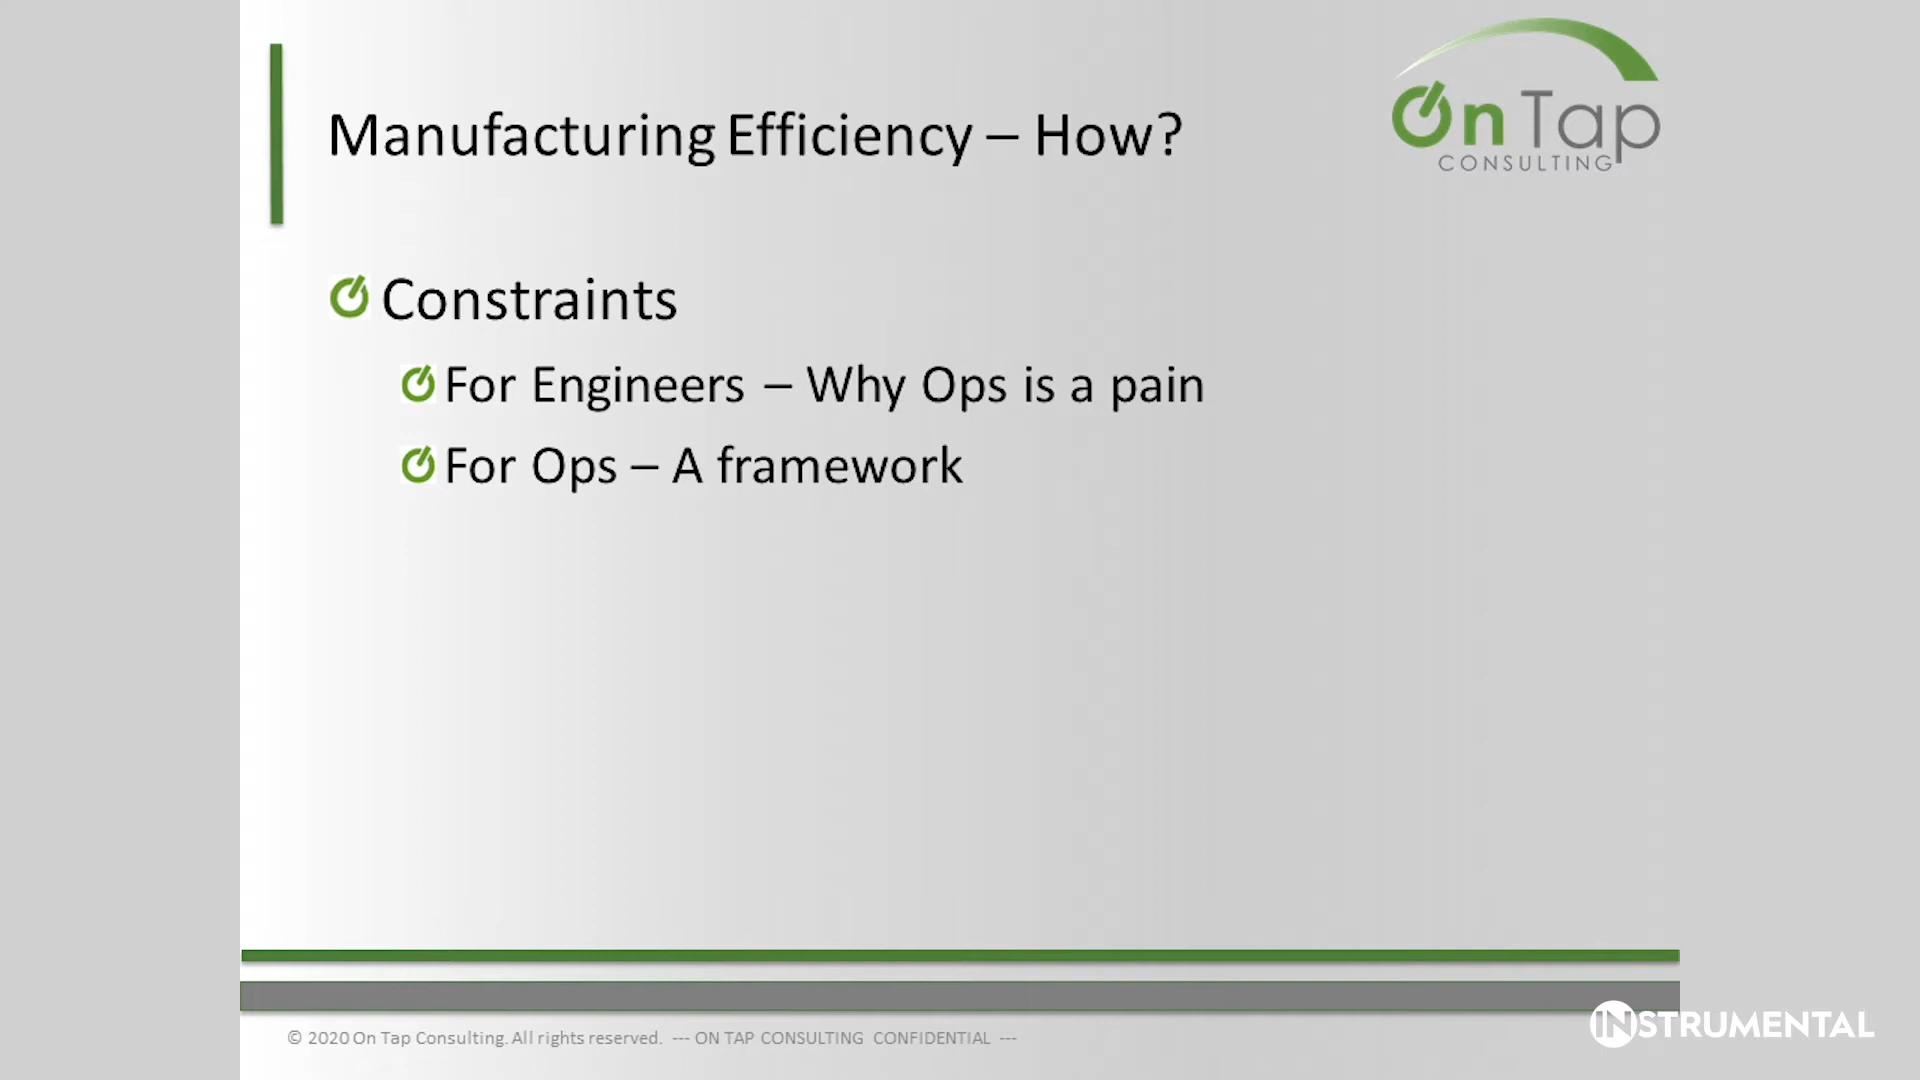 On Tap
CONSULTING
Manufacturing Efficiency – How?
Constraints
For Engineers – Why Ops is a pain
For Ops – A framework
© 2020 On Tap Consulting. All rights reserved. --- ON TAP CONSULTING CONFIDENTIAL ---
INSTRUMENTAL